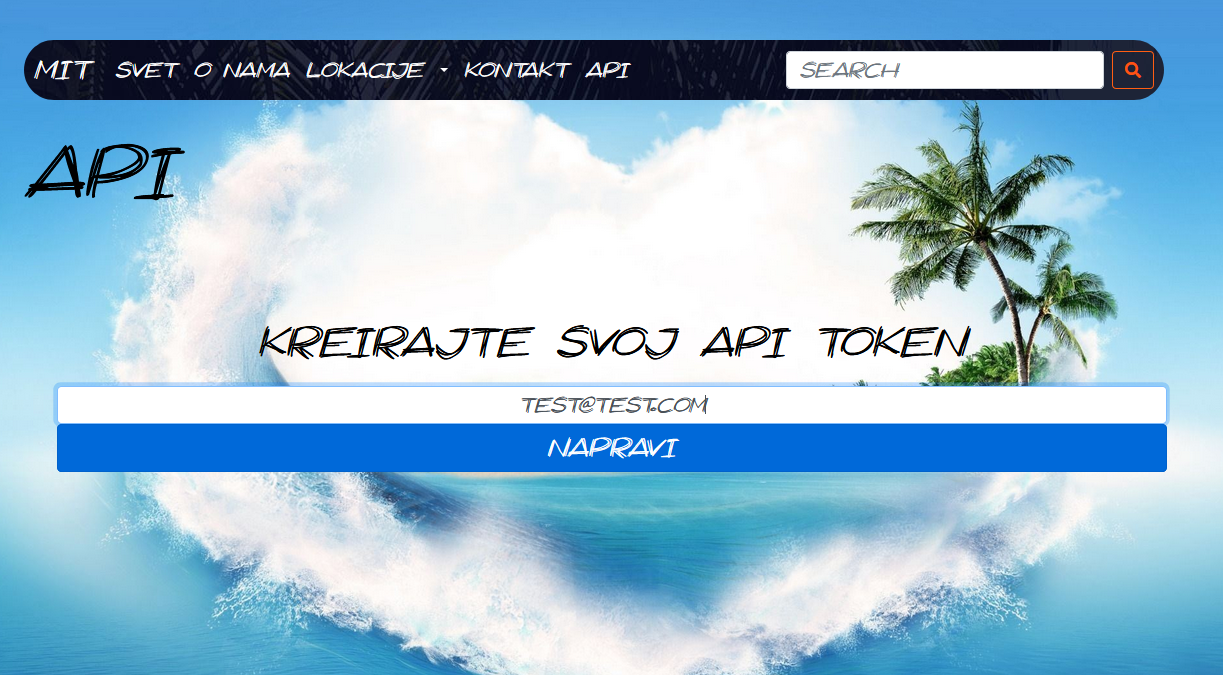 MIT SVET O NAMA LOKACIJE KONTAKT API SEARCH
API
KREIRAJTE SVOJ API TOKEN
TEST@TEST.COM
NAPRAVI